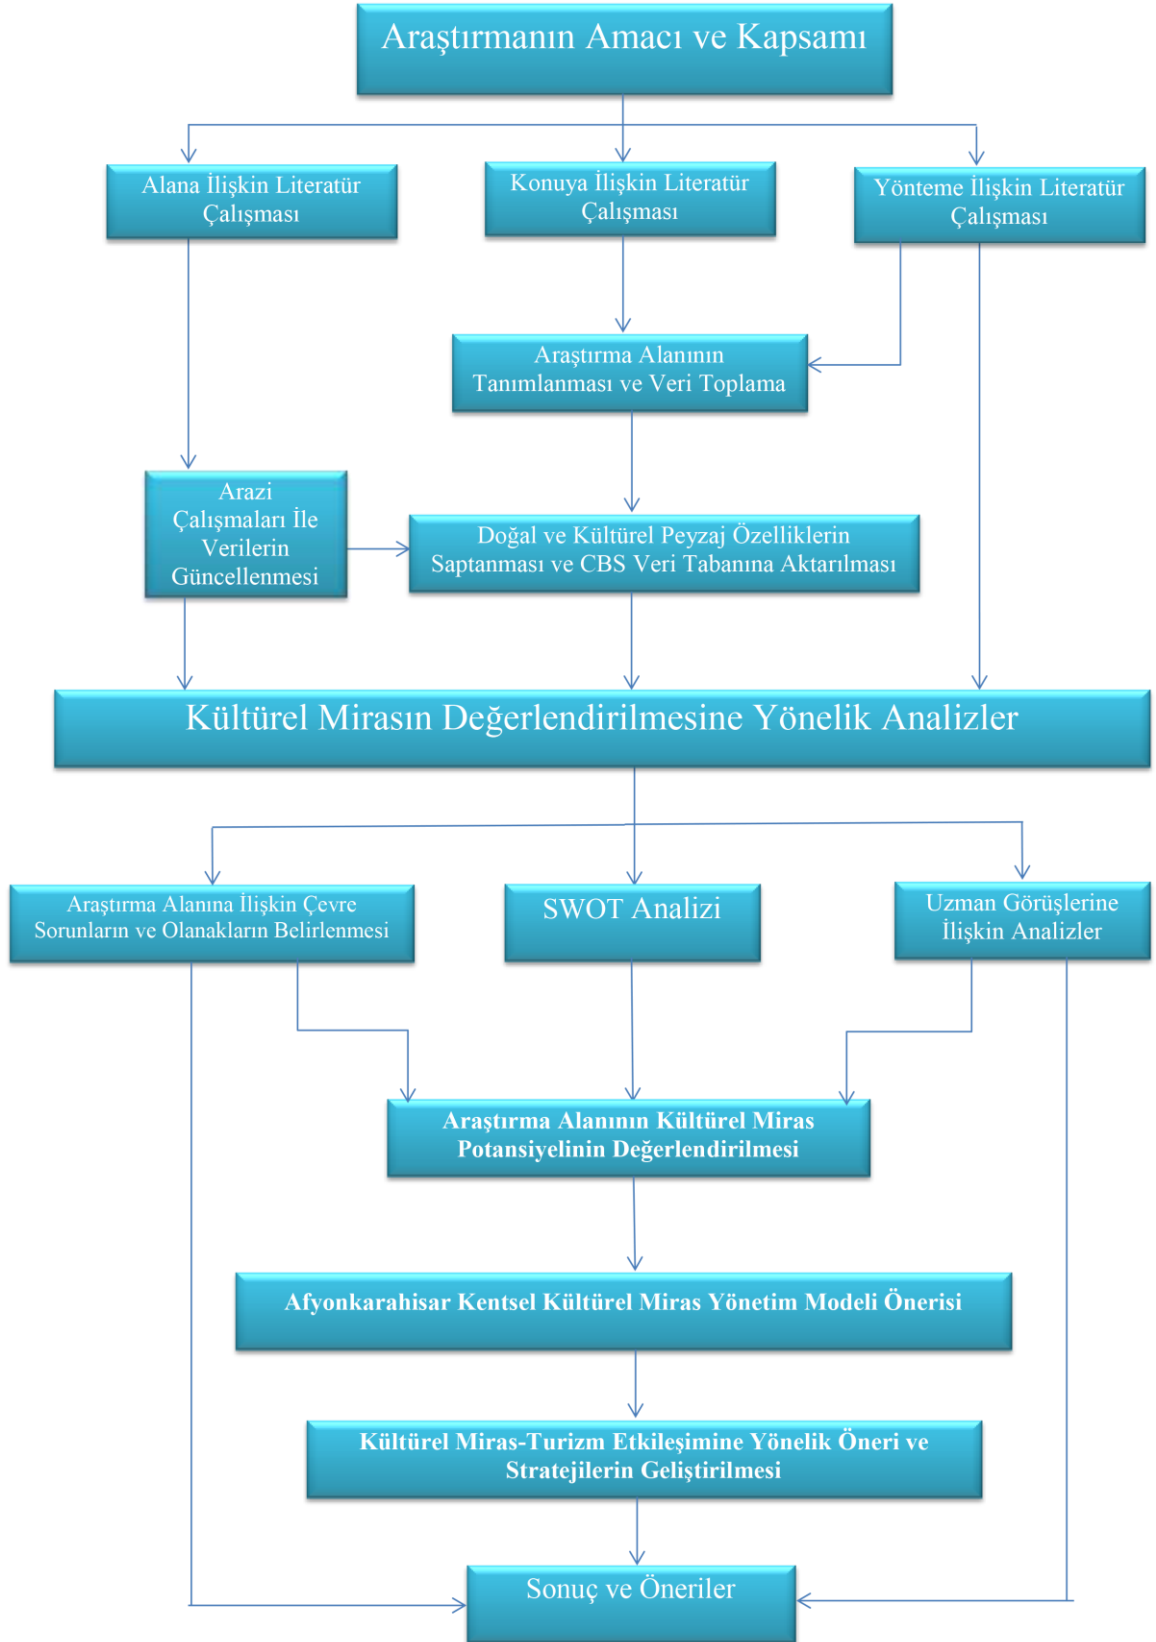 Araştırmanın Amacı ve Kapsamı
Alana İlişkin Literatür
Çalışması
Konuya İlişkin Literatür
Çalışması
Yönteme İlişkin Literatür
Çalışması
Araştırma Alanının
Tanımlanması ve Veri Toplama
Arazi
Çalışmaları İle
Verilerin
Güncellenmesi
Doğal ve Kültürel Peyzaj Özelliklerin
Saptanması ve CBS Veri Tabanına Aktarılması
Kültürel Mirasın Değerlendirilmesine Yönelik Analizler
Araştırma Alanına İlişkin Çevre
Sorunların ve Olanakların Belirlenmesi
SWOT Analizi
Uzman Görüşlerine
İlişkin Analizler
Araştırma Alanının Kültürel Miras
Potansiyelinin Değerlendirilmesi
Afyonkarahisar Kentsel Kültürel Miras Yönetim Modeli Önerisi
Kültürel Miras-Turizm Etkileşimine Yönelik Öneri ve
Stratejilerin Geliştirilmesi
Sonuç ve Öneriler